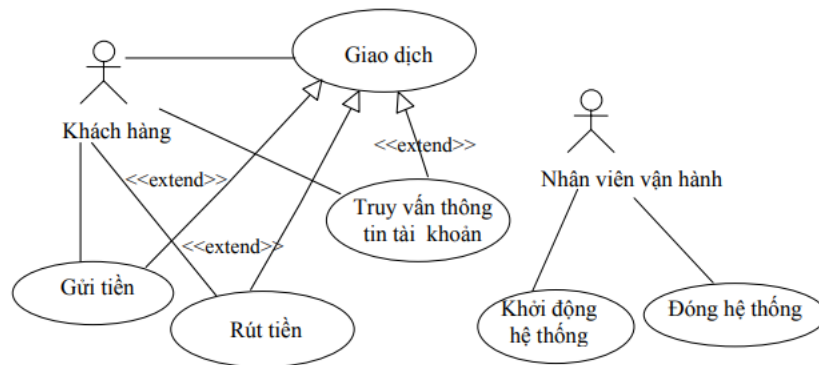 Giao dịch
Khách hàng
<<extend>>
Nhân viên vận hành
<<extend>>
Truy vấn thông
tin tài khoản
<<extend>>
Gửi tiền
Rút tiền
Khởi động
hệ thống
Đóng hệ thống